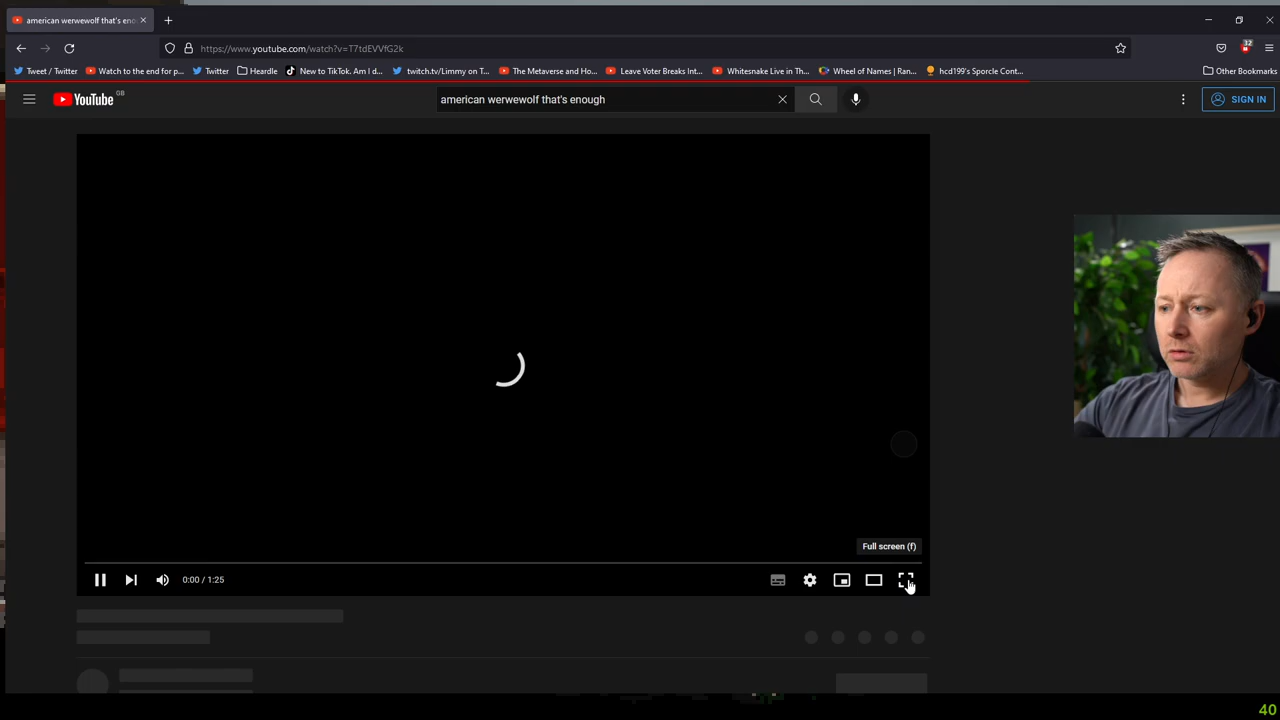 american werwewolf that's eno
https://www.youtube.com/watch?v=T7tdEVVfG2k
32
Tweet / Twitter
Watch to the end for p...
Twitter
Heardle
New to TikTok. Am I d...
twitch.tv/Limmy on T...
The Metaverse and Ho...
Leave Voter Breaks Int...
Whitesnake Live in Th...
Wheel of Names | Ran...
hcd199's Sporcle Cont...
Other Bookmarks
YouTube GB
american werwewolf that's enough
SIGN IN
Full screen (f)
0:00 / 1:25
40